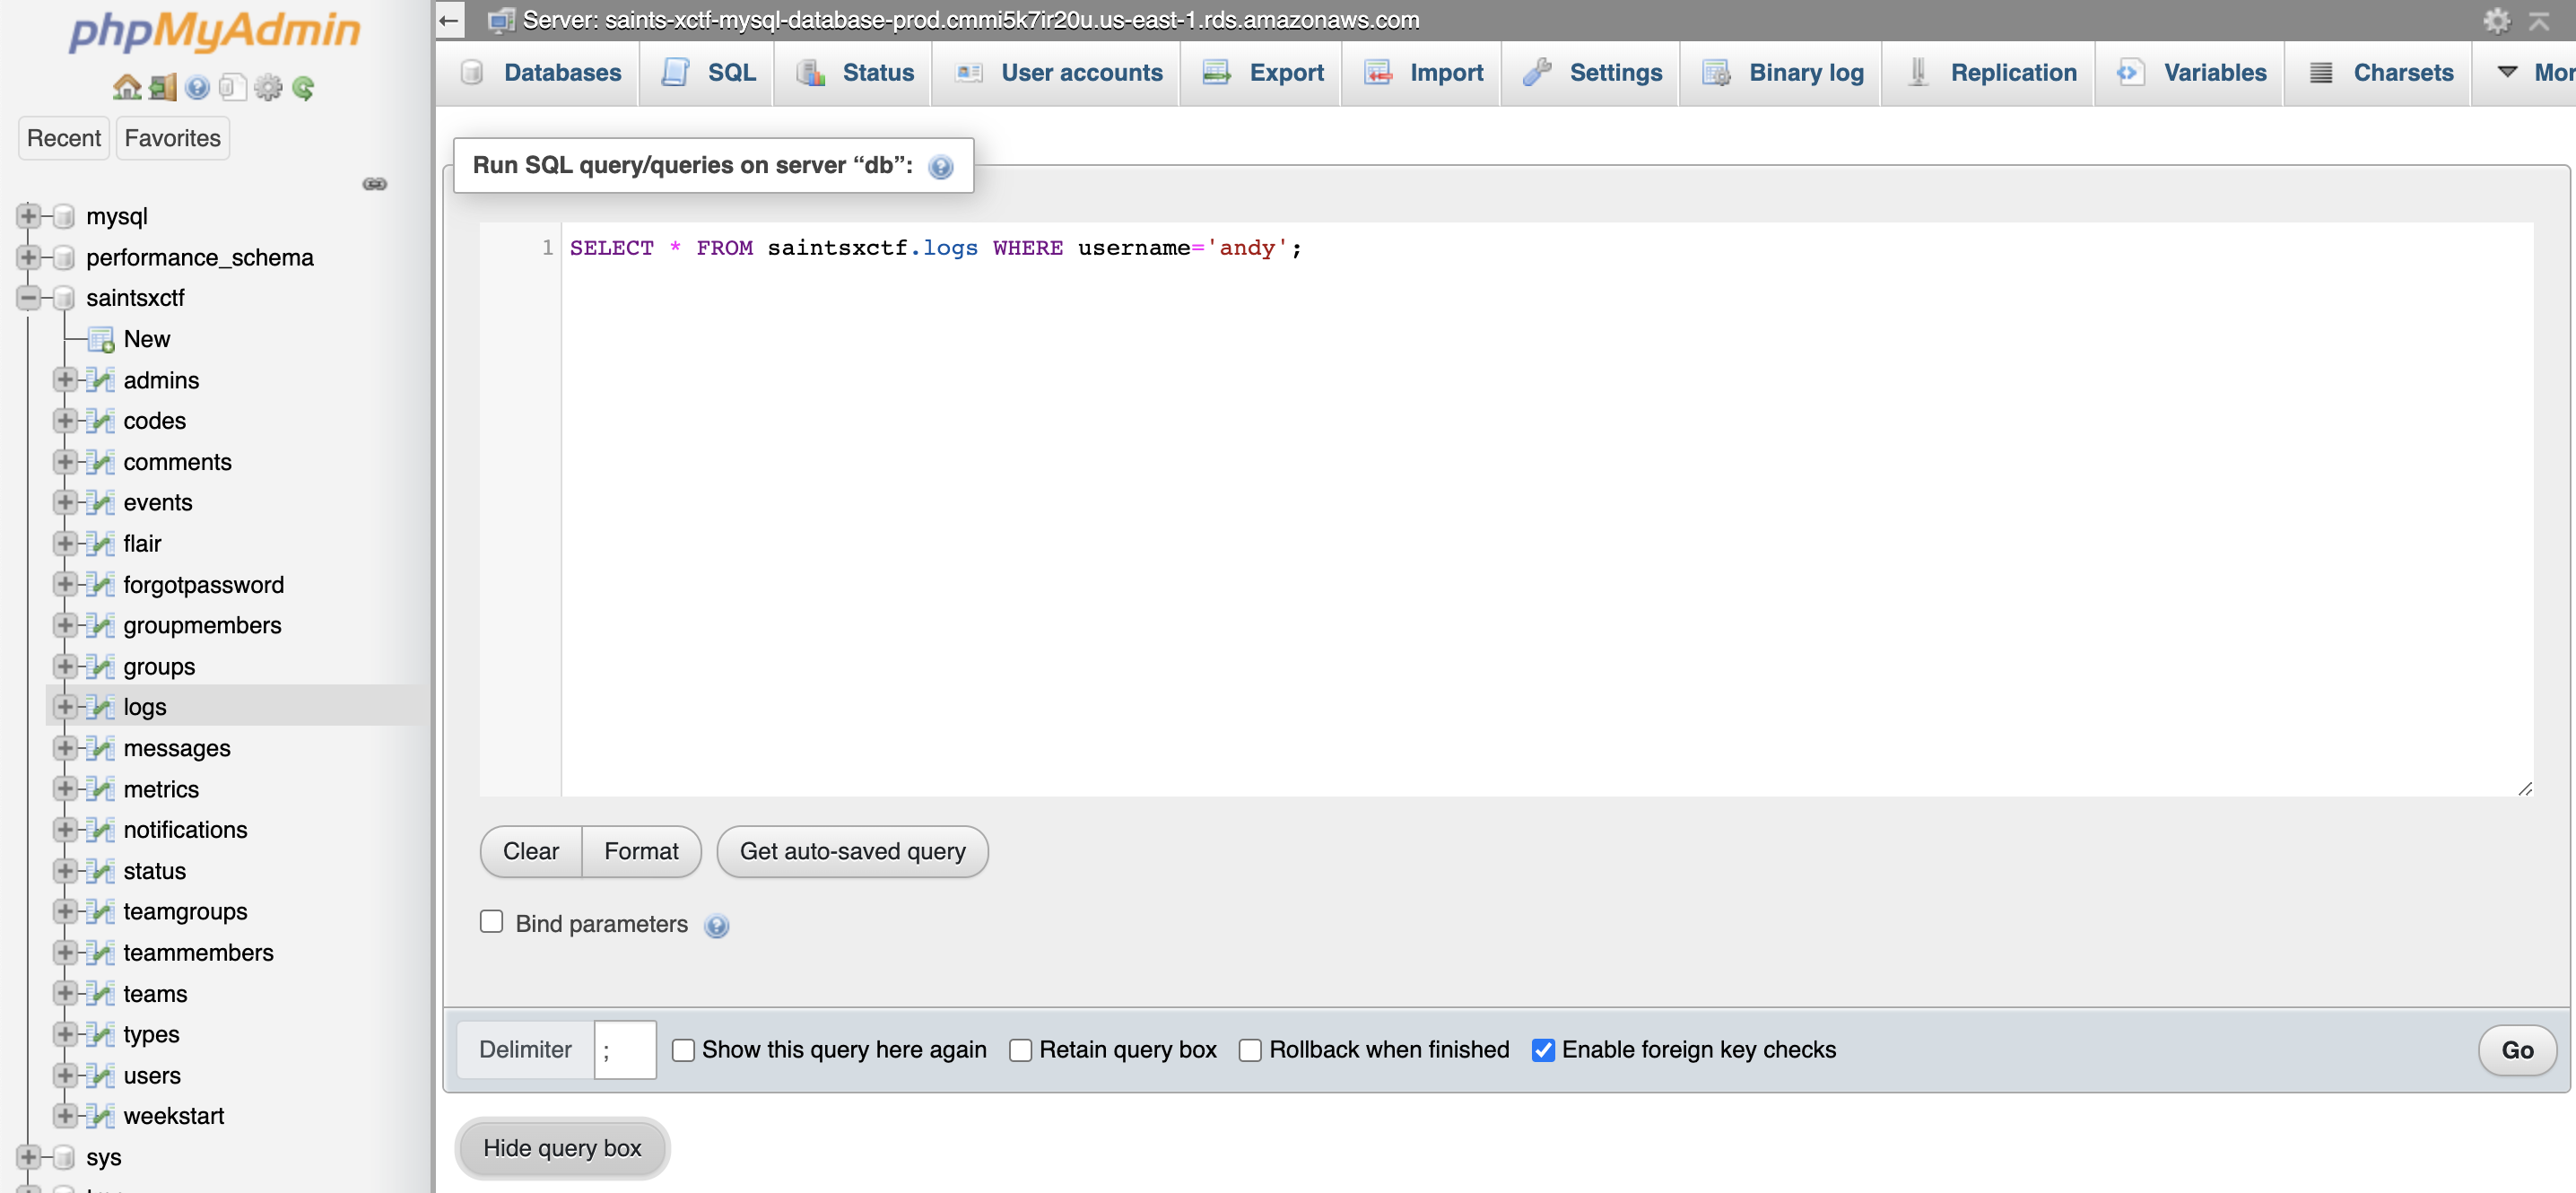 phpMyAdmin
Recent Favorites
mysql
performance_schema
saintsxctf
New
admins
codes
comments
events
flair
forgotpassword
groupmembers
groups
logs
messages
metrics
notifications
status
teamgroups
teammembers
teams
types
users
weekstart
sys
Server: saints-xctf-mysql-database-prod.cmmi5k7ir20u.us-east-1.rds.amazonaws.com
Databases SQL Status User accounts Export Import Settings Binary log Replication Variables Charsets
Run SQL query/queries on server “db”:
1 SELECT * FROM saintsxctf.logs WHERE username='andy';
Clear Format Get auto-saved query
Bind parameters
Delimiter ; Show this query here again Retain query box Rollback when finished Enable foreign key checks Go
Hide query box